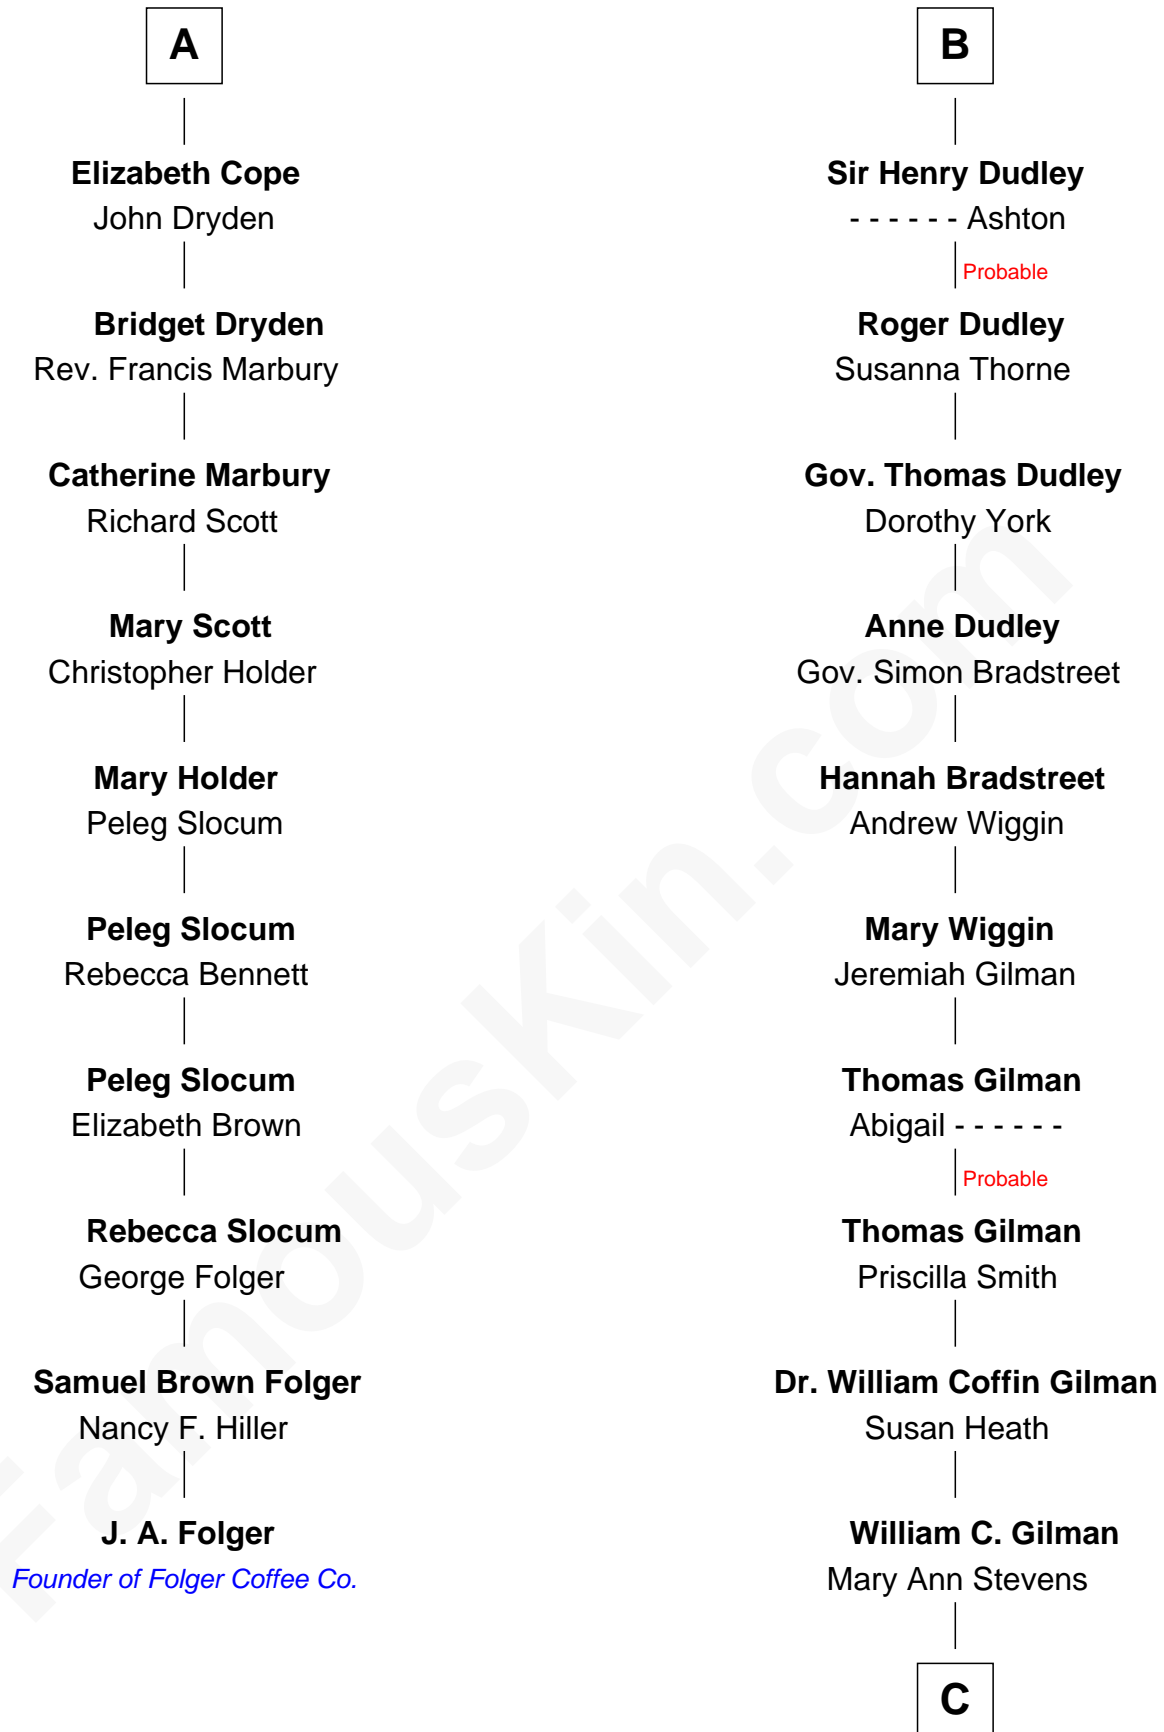 A
Elizabeth Cope
John Dryden
Bridget Dryden
Rev. Francis Marbury
Catherine Marbury
Richard Scott
Mary Scott
Christopher Holder
Mary Holder
Peleg Slocum
Peleg Slocum
Rebecca Bennett
Peleg Slocum
Elizabeth Brown
Rebecca Slocum
George Folger
Samuel Brown Folger
Nancy F. Hiller
J. A. Folger
Founder of Folger Coffee Co.
B
Sir Henry Dudley
- - - - - - Ashton
Probable
Roger Dudley
Susanna Thorne
Gov. Thomas Dudley
Dorothy York
Anne Dudley
Gov. Simon Bradstreet
Hannah Bradstreet
Andrew Wiggin
Mary Wiggin
Jeremiah Gilman
Thomas Gilman
Abigail - - - - - -
Probable
Thomas Gilman
Priscilla Smith
Dr. William Coffin Gilman
Susan Heath
William C. Gilman
Mary Ann Stevens
C
FamousKin.com